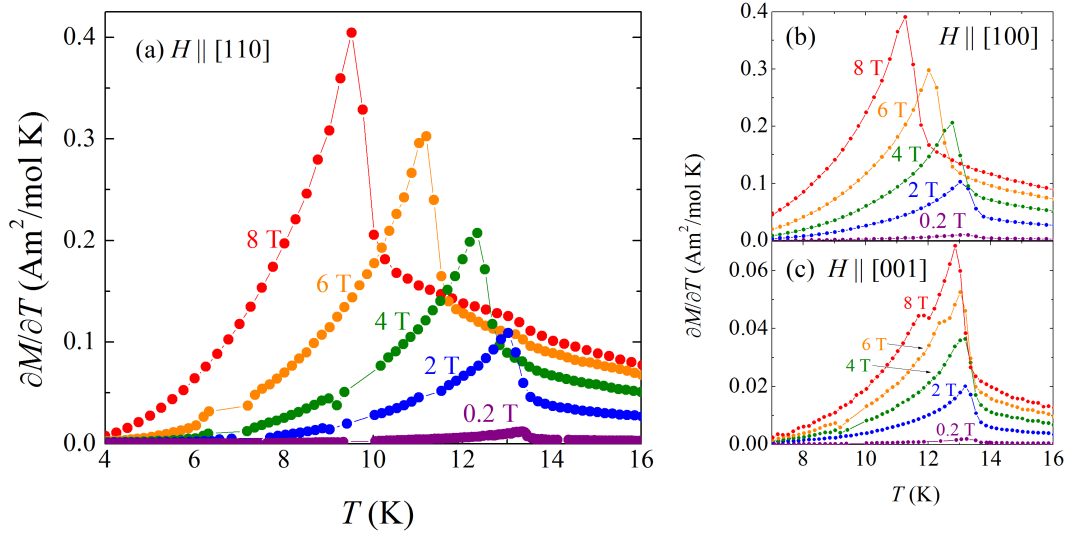 (a) H || [110]
0.4
0.3
0.2
0.1
0.0
∂M/∂T (Am²/mol K)
8 T
6 T
4 T
2 T
0.2 T
4 6 8 10 12 14 16
T (K)
(b) H || [100]
0.4
0.3
0.2
0.1
0.0
8 T
6 T
4 T
2 T
0.2 T
∂M/∂T (Am²/mol K)
(c) H || [001]
0.06
0.04
0.02
0.00
8 T
6 T
4 T
2 T
0.2 T
8 10 12 14 16
T (K)